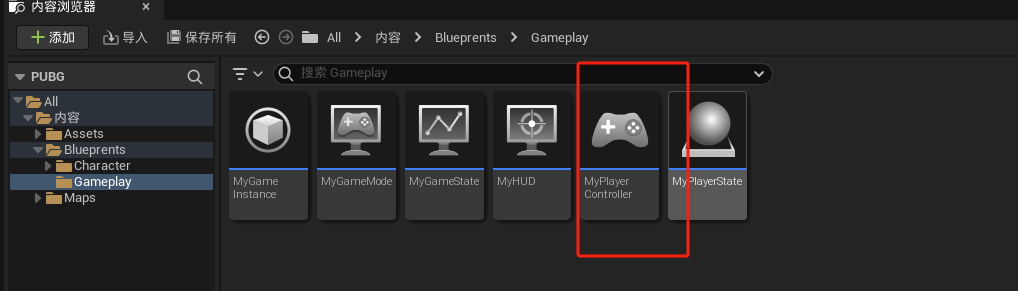 内容浏览器
添加
导入
保存所有
All
内容
Blueprents
Gameplay
PUBG
搜索 Gameplay
All
内容
Assets
Blueprents
Character
Gameplay
Maps
MyGame
Instance
MyGameMode
MyGameState
MyHUD
MyPlayer
Controller
MyPlayerState